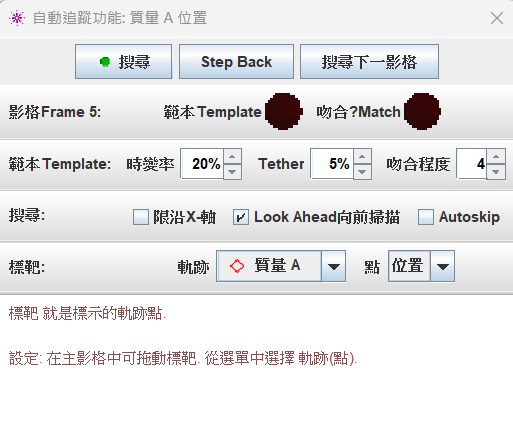 自動追蹤功能: 質量 A 位置
搜尋 Step Back 搜尋下一影格
影格Frame 5: 範本Template 吻合?Match
範本Template: 時變率 20% Tether 5% 吻合程度 4
搜尋: 限沿X-軸 Look Ahead向前掃描 Autoskip
標靶: 軌跡 質量 A 點 位置
標靶 就是標示的軌跡點.
設定: 在主影格中可拖動標靶. 從選單中選擇 軌跡(點).